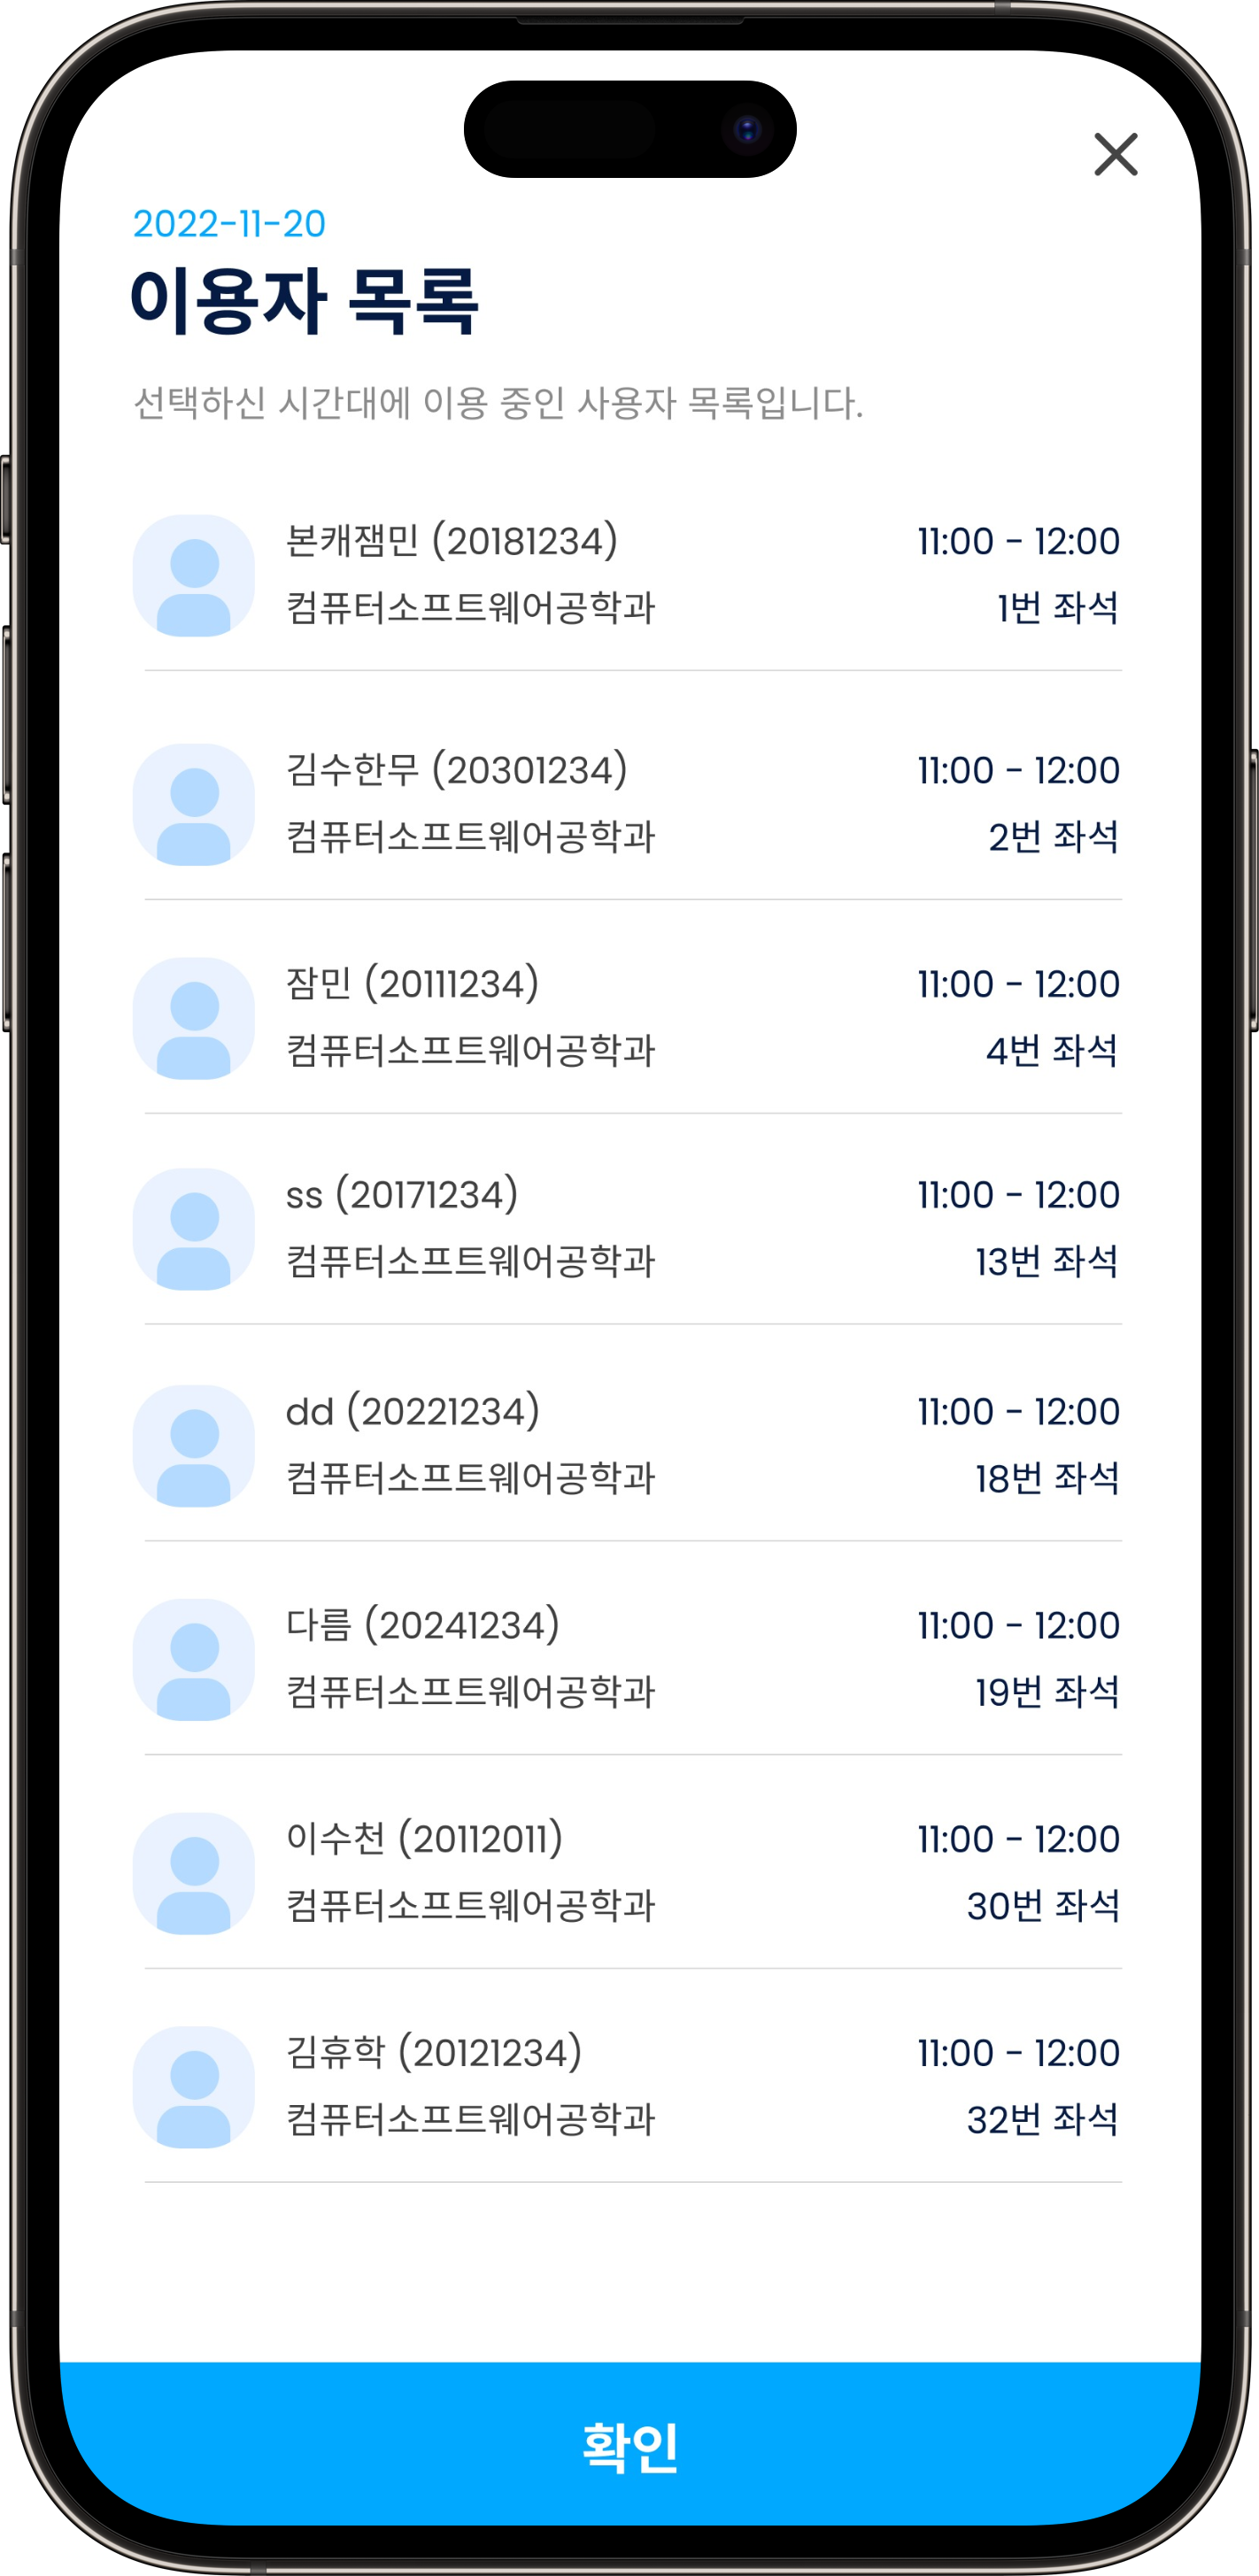 2022-11-20
이용자 목록
선택하신 시간대에 이용 중인 사용자 목록입니다.
본캐잼민 (20181234) 11:00 - 12:00
컴퓨터소프트웨어공학과 1번 좌석
김수한무 (20301234) 11:00 - 12:00
컴퓨터소프트웨어공학과 2번 좌석
잠민 (20111234) 11:00 - 12:00
컴퓨터소프트웨어공학과 4번 좌석
ss (20171234) 11:00 - 12:00
컴퓨터소프트웨어공학과 13번 좌석
dd (20221234) 11:00 - 12:00
컴퓨터소프트웨어공학과 18번 좌석
다름 (20241234) 11:00 - 12:00
컴퓨터소프트웨어공학과 19번 좌석
이수천 (20112011) 11:00 - 12:00
컴퓨터소프트웨어공학과 30번 좌석
김휴학 (20121234) 11:00 - 12:00
컴퓨터소프트웨어공학과 32번 좌석
확인